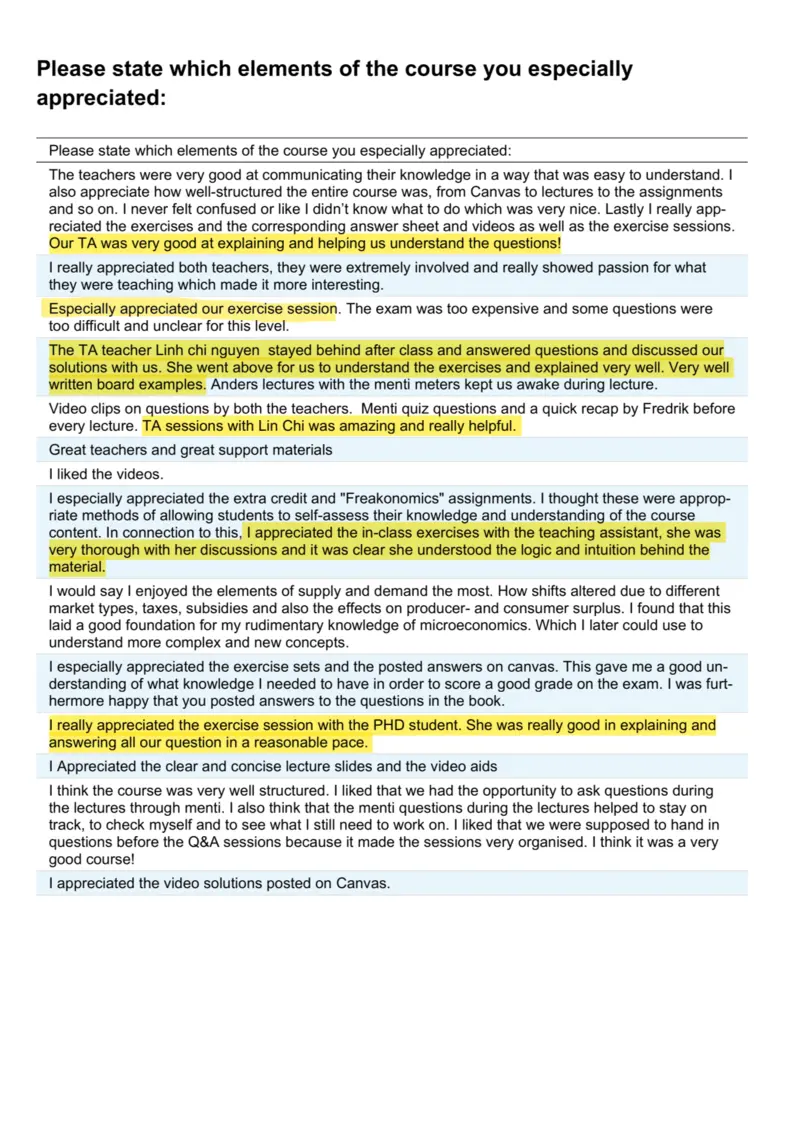 Please state which elements of the course you especially
appreciated:
Please state which elements of the course you especially appreciated:
The teachers were very good at communicating their knowledge in a way that was easy to understand. I
also appreciate how well-structured the entire course was, from Canvas to lectures to the assignments
and so on. I never felt confused or like I didn't know what to do which was very nice. Lastly I really app-
reciated the exercises and the corresponding answer sheet and videos as well as the exercise sessions.
Our TA was very good at explaining and helping us understand the questions!
I really appreciated both teachers, they were extremely involved and really showed passion for what
they were teaching which made it more interesting.
Especially appreciated our exercise session. The exam was too expensive and some questions were
too difficult and unclear for this level.
The TA teacher Linh chi nguyen  stayed behind after class and answered questions and discussed our
solutions with us. She went above for us to understand the exercises and explained very well. Very well
written board examples. Anders lectures with the menti meters kept us awake during lecture.
Video clips on questions by both the teachers.  Menti quiz questions and a quick recap by Fredrik before
every lecture. TA sessions with Lin Chi was amazing and really helpful.
Great teachers and great support materials
I liked the videos.
I especially appreciated the extra credit and "Freakonomics" assignments. I thought these were approp-
riate methods of allowing students to self-assess their knowledge and understanding of the course
content. In connection to this, I appreciated the in-class exercises with the teaching assistant, she was
very thorough with her discussions and it was clear she understood the logic and intuition behind the
material.
I would say I enjoyed the elements of supply and demand the most. How shifts altered due to different
market types, taxes, subsidies and also the effects on producer- and consumer surplus. I found that this
laid a good foundation for my rudimentary knowledge of microeconomics. Which I later could use to
understand more complex and new concepts.
I especially appreciated the exercise sets and the posted answers on canvas. This gave me a good un-
derstanding of what knowledge I needed to have in order to score a good grade on the exam. I was furt-
hermore happy that you posted answers to the questions in the book.
I really appreciated the exercise session with the PHD student. She was really good in explaining and
answering all our question in a reasonable pace.
I Appreciated the clear and concise lecture slides and the video aids
I think the course was very well structured. I liked that we had the opportunity to ask questions during
the lectures through menti. I also think that the menti questions during the lectures helped to stay on
track, to check myself and to see what I still need to work on. I liked that we were supposed to hand in
questions before the Q&A sessions because it made the sessions very organised. I think it was a very
good course!
I appreciated the video solutions posted on Canvas.